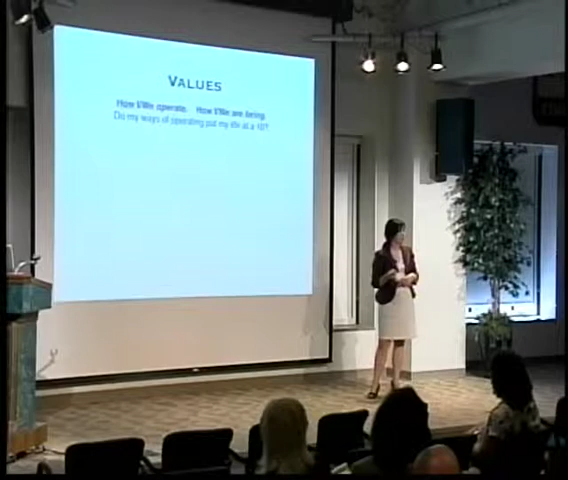 VALUES
How I/We operate. How I/We are being.
Do my ways of operating put my life at a 10?